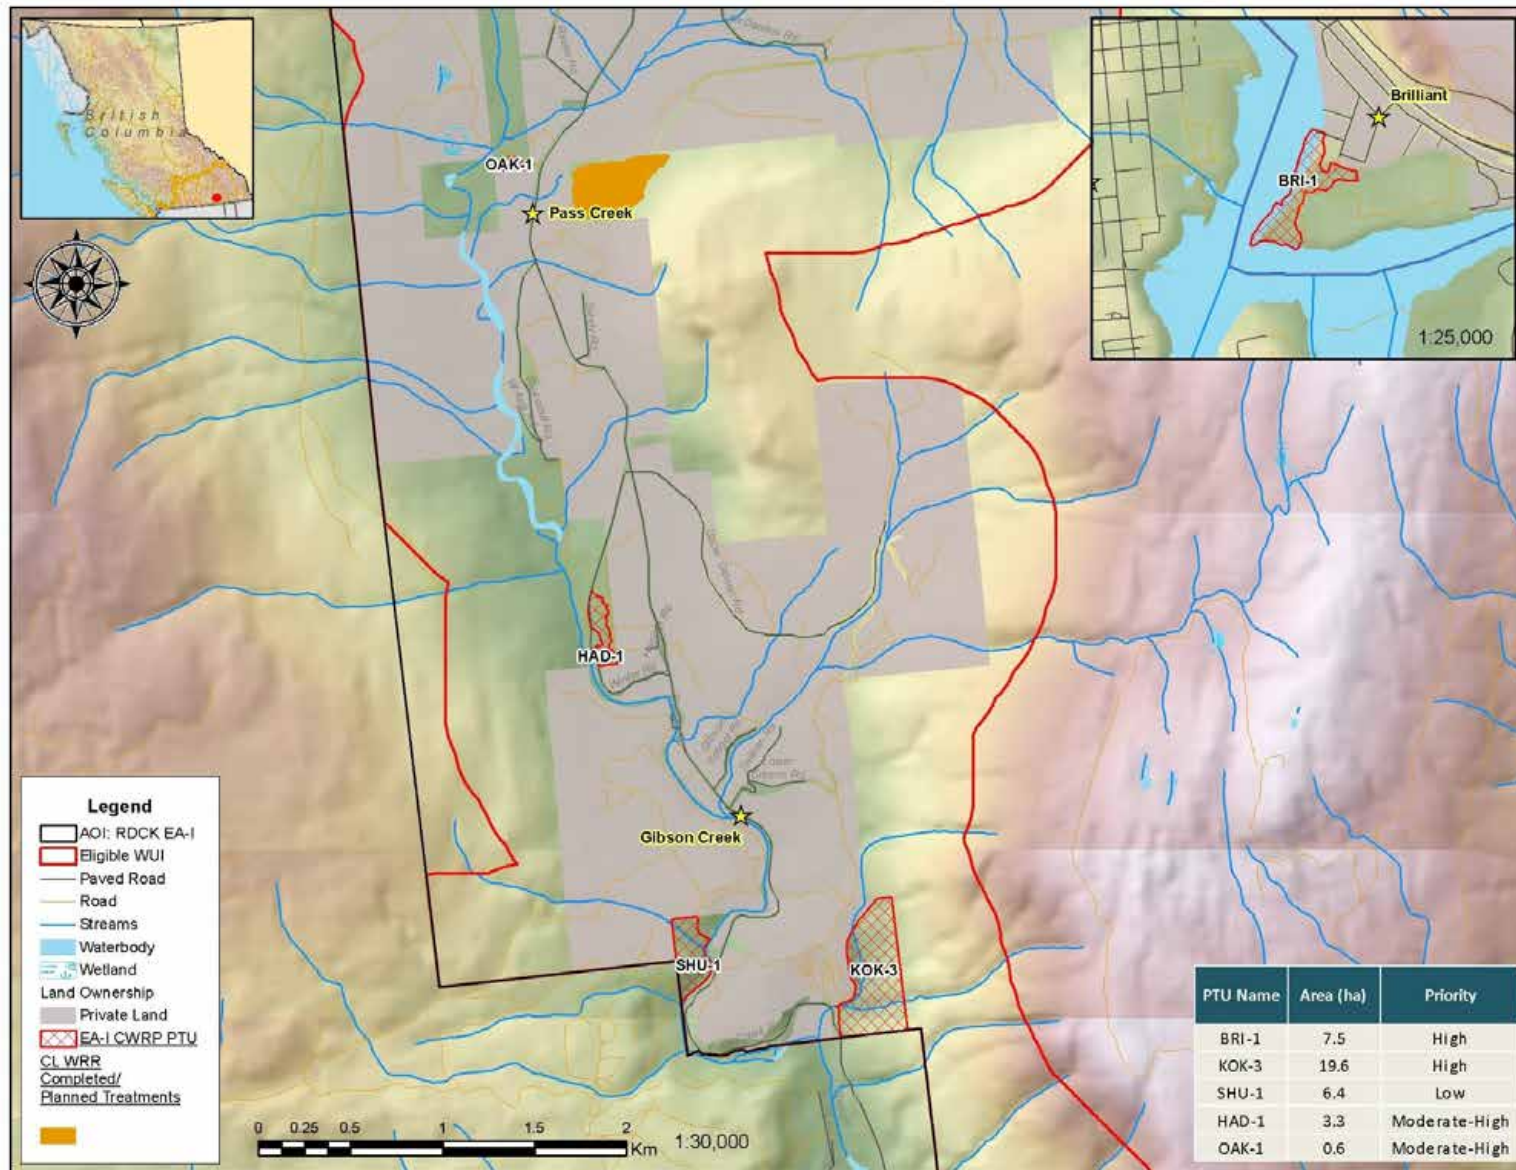 British
Columbia
OAK-1
Pass Creek
Brilliant
BRI-1
1:25,000
HAD-1
Gibson Creek
SHU-1
KOK-3
Legend
AOI: RDCK EA-I
Eligible WUI
Paved Road
Road
Streams
Waterbody
Wetland
Land Ownership
Private Land
EA-I CWRP PTU
CL WRR
Completed/
Planned Treatments
0 0.25 0.5 1 1.5 2
Km
1:30,000
PTU Name Area (ha) Priority
BRI-1 7.5 High
KOK-3 19.6 High
SHU-1 6.4 Low
HAD-1 3.3 Moderate-High
OAK-1 0.6 Moderate-High